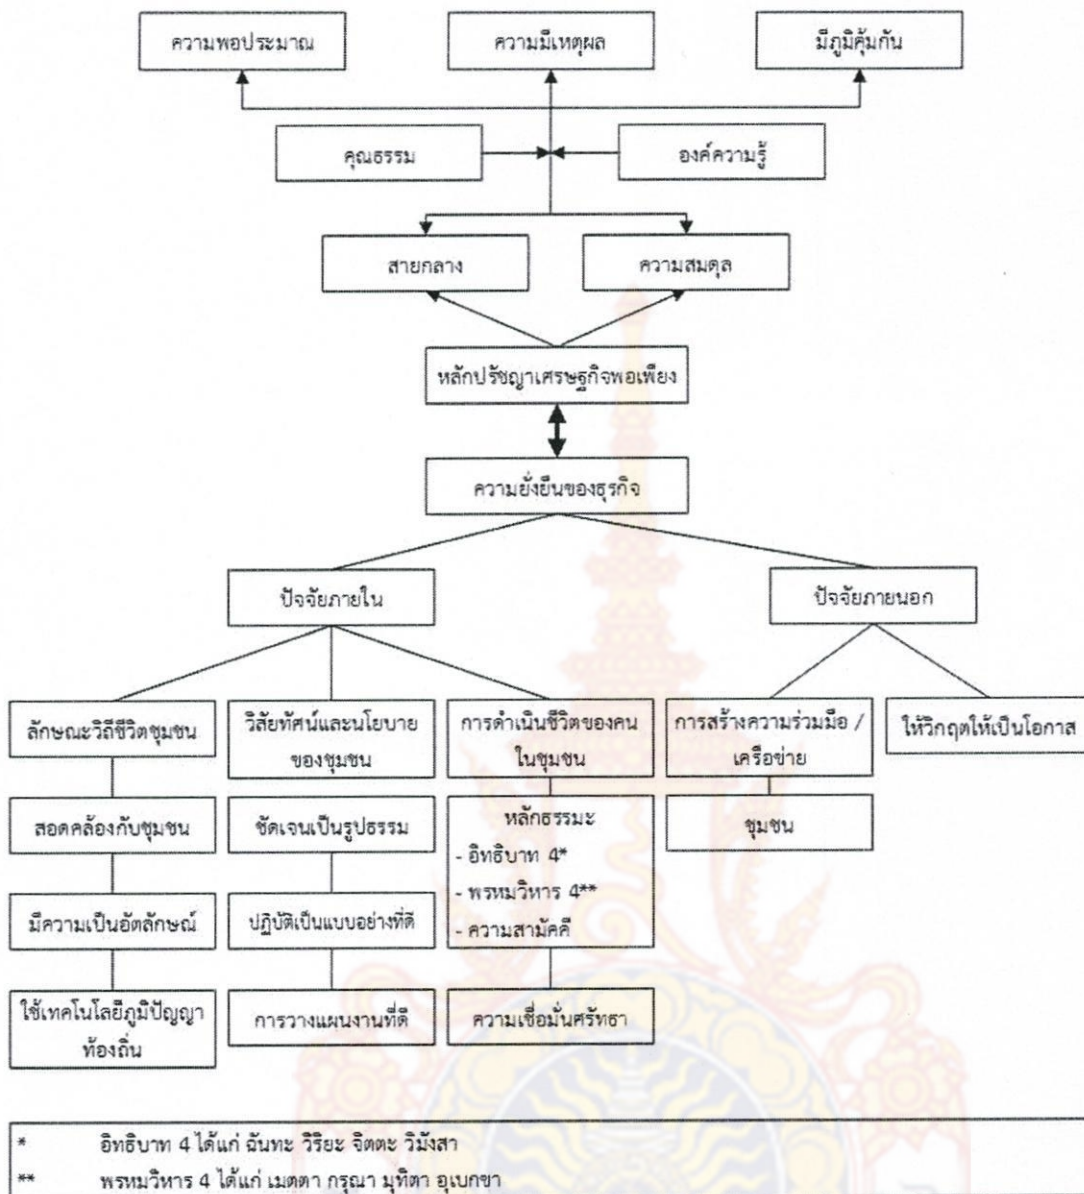 ความพอประมาณ
ความมีเหตุผล
มีภูมิคุ้มกัน
คุณธรรม
องค์ความรู้
สายกลาง
ความสมดุล
หลักปรัชญาเศรษฐกิจพอเพียง
ความยั่งยืนของธุรกิจ
ปัจจัยภายใน
ปัจจัยภายนอก
ลักษณะวิถีชีวิตชุมชน
วิสัยทัศน์และนโยบาย
ของชุมชน
การดำเนินชีวิตของคน
ในชุมชน
การสร้างความร่วมมือ /
เครือข่าย
ให้วิกฤตให้เป็นโอกาส
สอดคล้องกับชุมชน
ชัดเจนเป็นรูปธรรม
หลักธรรมะ
- อิทธิบาท 4*
- พรหมวิหาร 4**
- ความสามัคคี
ชุมชน
มีความเป็นอัตลักษณ์
ปฏิบัติเป็นแบบอย่างที่ดี
ใช้เทคโนโลยีภูมิปัญญา
ท้องถิ่น
การวางแผนงานที่ดี
ความเชื่อมั่นศรัทธา
* อิทธิบาท 4 ได้แก่ ฉันทะ วิริยะ จิตตะ วิมังสา
** พรหมวิหาร 4 ได้แก่ เมตตา กรุณา มุทิตา อุเบกขา